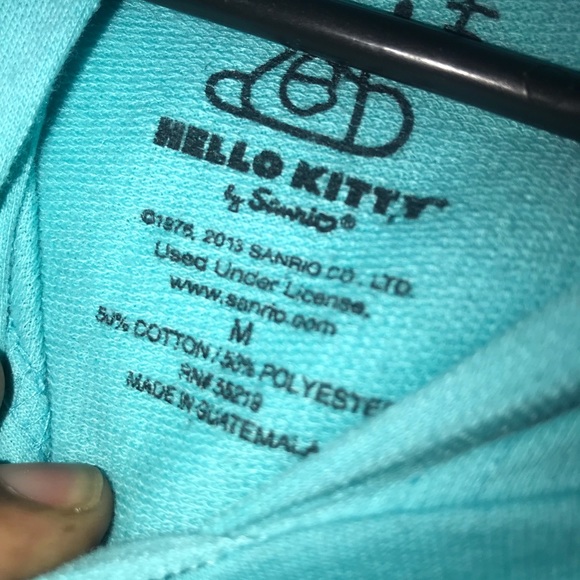 HELLO KITTY
by Sanrio®
©1976, 2013 SANRIO CO., LTD.
Used Under License.
www.sanrio.com
M
50% COTTON / 50% POLYESTE
RN# 35219
MADE IN GUATEMALA